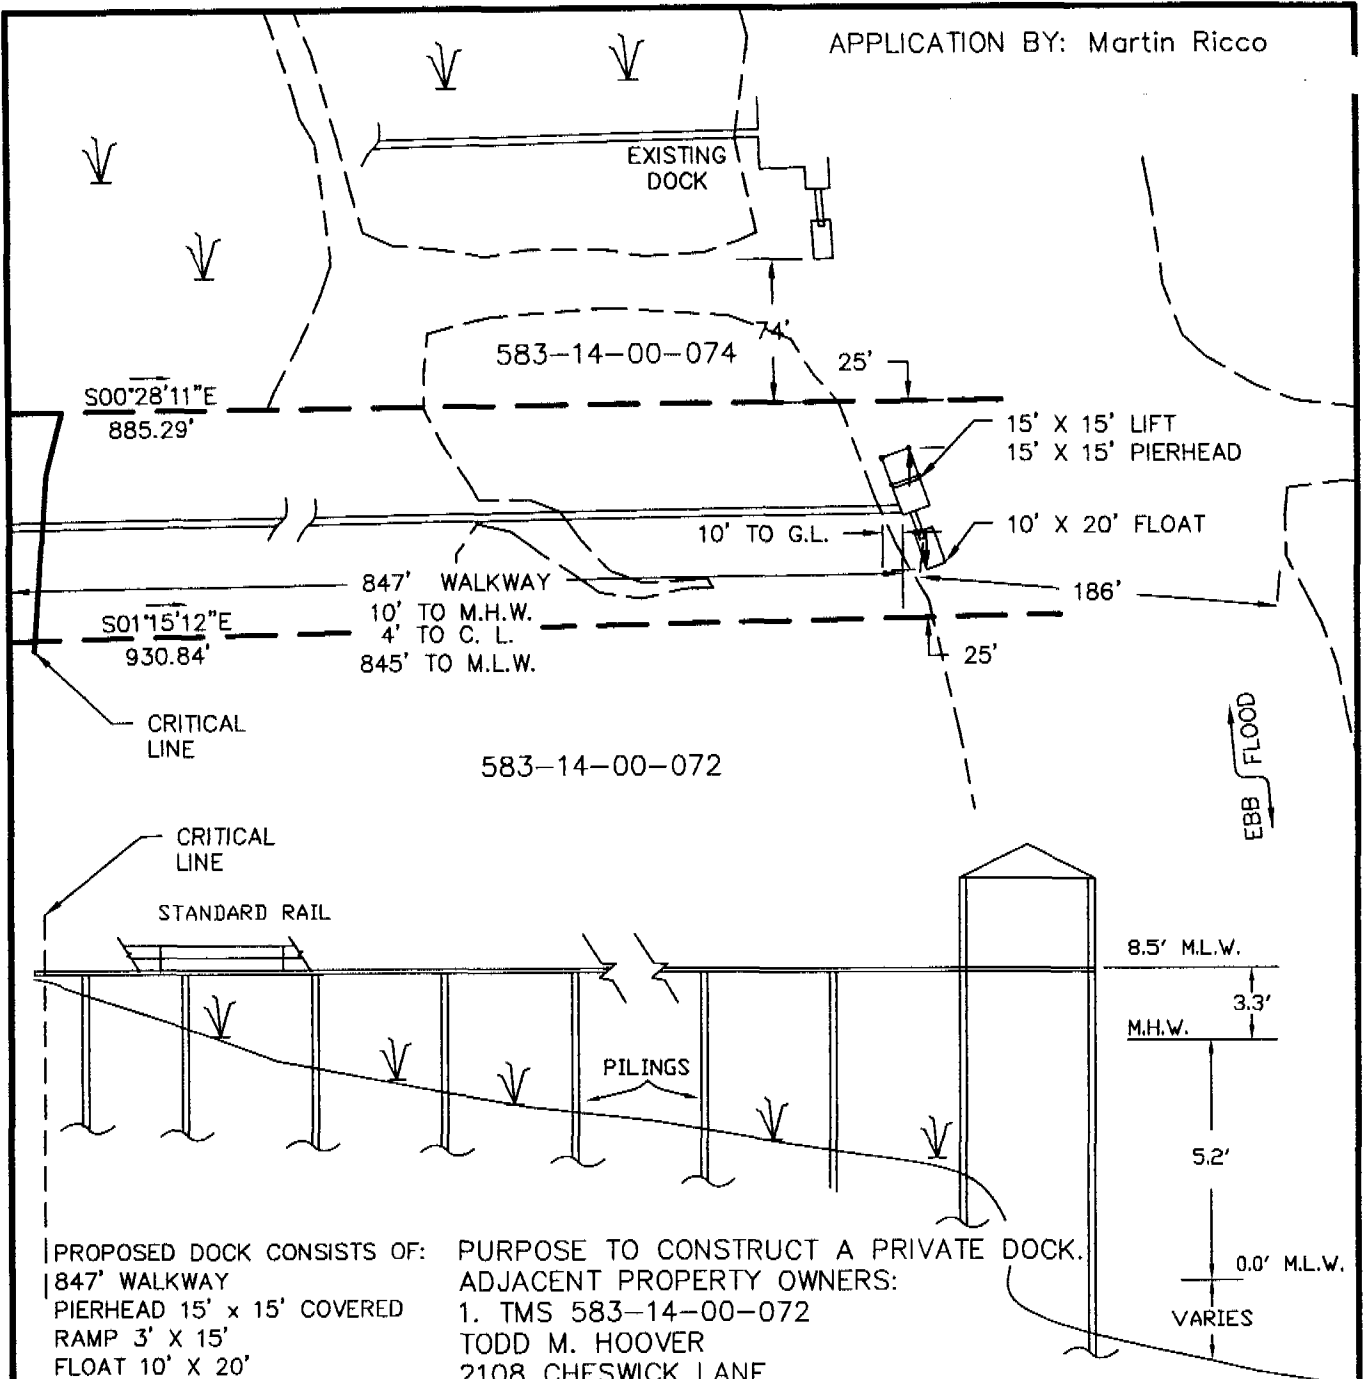 APPLICATION BY: Martin Ricco
EXISTING
DOCK
74'
583-14-00-074
25'
S00°28'11"E
885.29'
15' X 15' LIFT
15' X 15' PIERHEAD
10' TO G.L.
10' X 20' FLOAT
847' WALKWAY
10' TO M.H.W.
4' TO C. L.
845' TO M.L.W.
186'
S01°15'12"E
930.84'
25'
CRITICAL
LINE
583-14-00-072
FLOOD
EBB
CRITICAL
LINE
STANDARD RAIL
8.5' M.L.W.
3.3'
M.H.W.
PILINGS
5.2'
0.0' M.L.W.
VARIES
PROPOSED DOCK CONSISTS OF:
847' WALKWAY
PIERHEAD 15' x 15' COVERED
RAMP 3' X 15'
FLOAT 10' X 20'
PURPOSE TO CONSTRUCT A PRIVATE DOCK.
ADJACENT PROPERTY OWNERS:
1. TMS 583-14-00-072
TODD M. HOOVER
2108 CHESWICK LANE